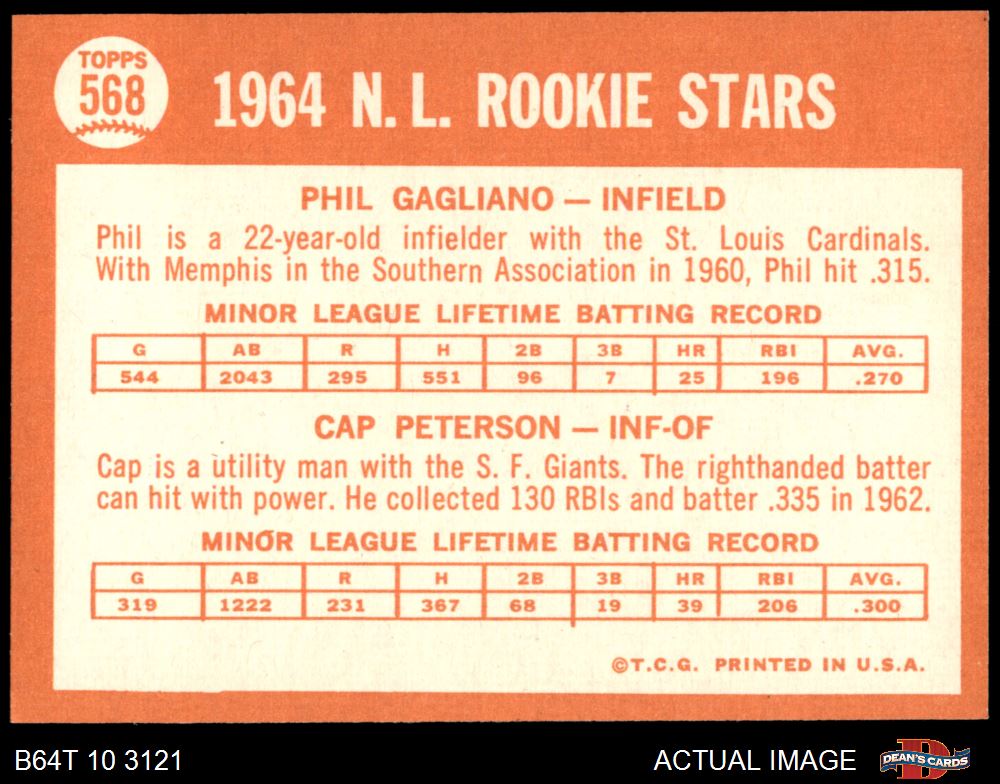 TOPPS
568
1964 N. L. ROOKIE STARS
PHIL GAGLIANO — INFIELD
Phil is a 22-year-old infielder with the St. Louis Cardinals.
With Memphis in the Southern Association in 1960, Phil hit .315.
MINOR LEAGUE LIFETIME BATTING RECORD
G AB R H 2B 3B HR RBI AVG.
544 2043 295 551 96 7 25 196 .270
CAP PETERSON — INF-OF
Cap is a utility man with the S. F. Giants. The righthanded batter
can hit with power. He collected 130 RBIs and batter .335 in 1962.
MINOR LEAGUE LIFETIME BATTING RECORD
G AB R H 2B 3B HR RBI AVG.
319 1222 231 367 68 19 39 206 .300
©T.C.G. PRINTED IN U.S.A.
B64T 10 3121 ACTUAL IMAGE D DEAN'S CARDS